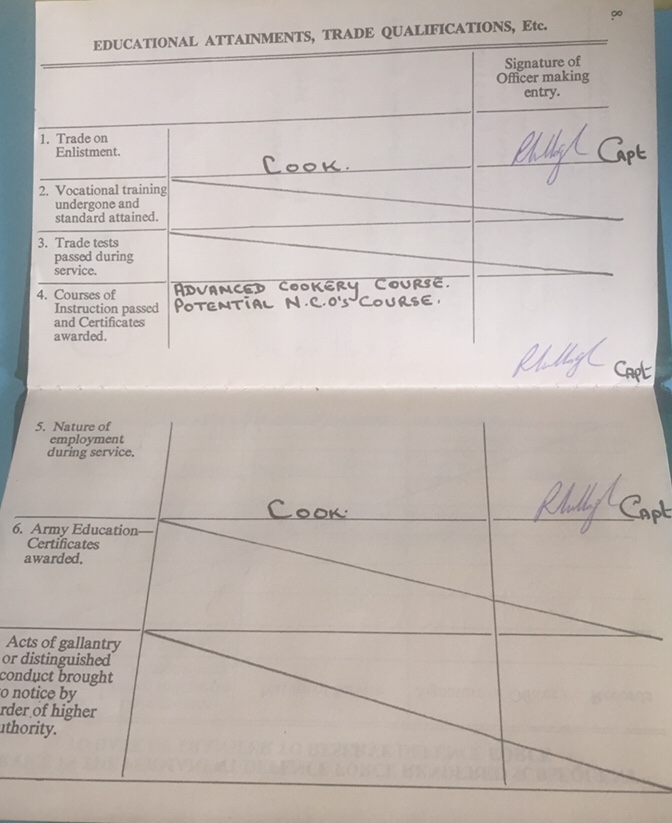 8
EDUCATIONAL ATTAINMENTS, TRADE QUALIFICATIONS, Etc.
Signature of
Officer making
entry.
1. Trade on
Enlistment.
COOK.
Capt
2. Vocational training
undergone and
standard attained.
3. Trade tests
passed during
service.
4. Courses of
Instruction passed
and Certificates
awarded.
ADVANCED COOKERY COURSE.
POTENTIAL N.C.O'S COURSE.
CAPt
5. Nature of
employment
during service.
COOK.
CApt
6. Army Education—
Certificates
awarded.
Acts of gallantry
or distinguished
conduct brought
o notice by
rder of higher
uthority.